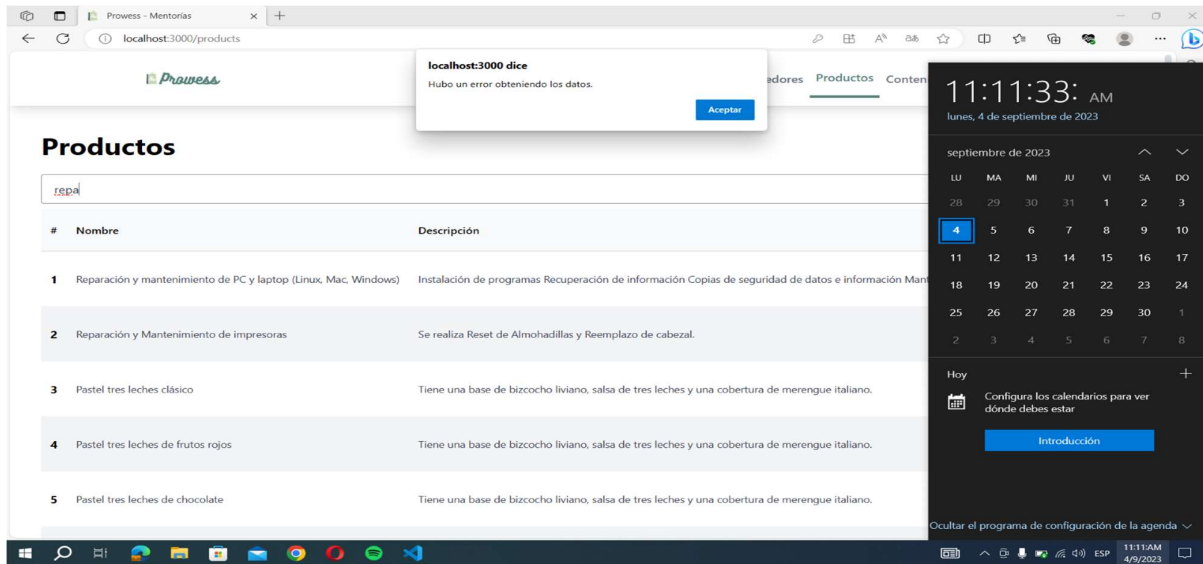 Prowess - Mentorías
localhost:3000/products
Prowess
localhost:3000 dice
Hubo un error obteniendo los datos.
Aceptar
edores Productos Conten
Productos
repa
# Nombre Descripción
1 Reparación y mantenimiento de PC y laptop (Linux, Mac, Windows) Instalación de programas Recuperación de información Copias de seguridad de datos e información Mant
2 Reparación y Mantenimiento de impresoras Se realiza Reset de Almohadillas y Reemplazo de cabezal.
3 Pastel tres leches clásico Tiene una base de bizcocho liviano, salsa de tres leches y una cobertura de merengue italiano.
4 Pastel tres leches de frutos rojos Tiene una base de bizcocho liviano, salsa de tres leches y una cobertura de merengue italiano.
5 Pastel tres leches de chocolate Tiene una base de bizcocho liviano, salsa de tres leches y una cobertura de merengue italiano.
11:11:33: AM
lunes, 4 de septiembre de 2023
septiembre de 2023
LU MA MI JU VI SA DO
28 29 30 31 1 2 3
4 5 6 7 8 9 10
11 12 13 14 15 16 17
18 19 20 21 22 23 24
25 26 27 28 29 30 1
2 3 4 5 6 7 8
Hoy
Configura los calendarios para ver
dónde debes estar
Introducción
Ocultar el programa de configuración de la agenda
ESP
11:11AM
4/9/2023